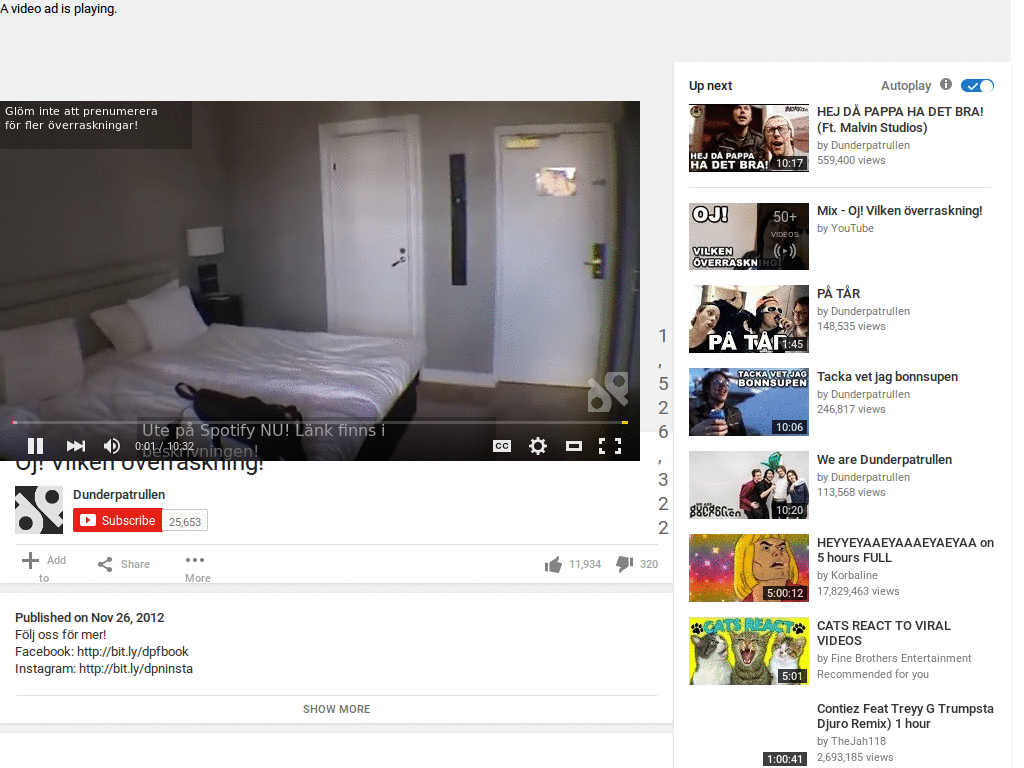 A video ad is playing.
Glöm inte att prenumerera
för fler överraskningar!
Ute på Spotify NU! Länk finns i
beskrivningen!
0:01 / 10:32
CC
Oj! Vilken överraskning!
1,526,322
Dunderpatrullen
Subscribe
25,653
Add
to
Share
More
11,934
320
Published on Nov 26, 2012
Följ oss för mer!
Facebook: http://bit.ly/dpfbook
Instagram: http://bit.ly/dpninsta
SHOW MORE
Up next
Autoplay
HEJ DÅ PAPPA
HA DET BRA!
10:17
HEJ DÅ PAPPA HA DET BRA!
(Ft. Malvin Studios)
by Dunderpatrullen
559,400 views
OJ!
VILKEN
ÖVERRASKNING!
50+
VIDEOS
Mix - Oj! Vilken överraskning!
by YouTube
PÅ TÅR
1:45
PÅ TÅR
by Dunderpatrullen
148,535 views
TACKA VET JAG
BONNSUPEN
10:06
Tacka vet jag bonnsupen
by Dunderpatrullen
246,817 views
WE ARE
dunder-
patrullen
10:20
We are Dunderpatrullen
by Dunderpatrullen
113,568 views
5:00:12
HEYYEYAAEYAAAEYAEYAA on
5 hours FULL
by Korbaline
17,829,463 views
CATS REACT
5:01
CATS REACT TO VIRAL
VIDEOS
by Fine Brothers Entertainment
Recommended for you
1:00:41
Contiez Feat Treyy G Trumpsta
Djuro Remix) 1 hour
by TheJah118
2,693,185 views